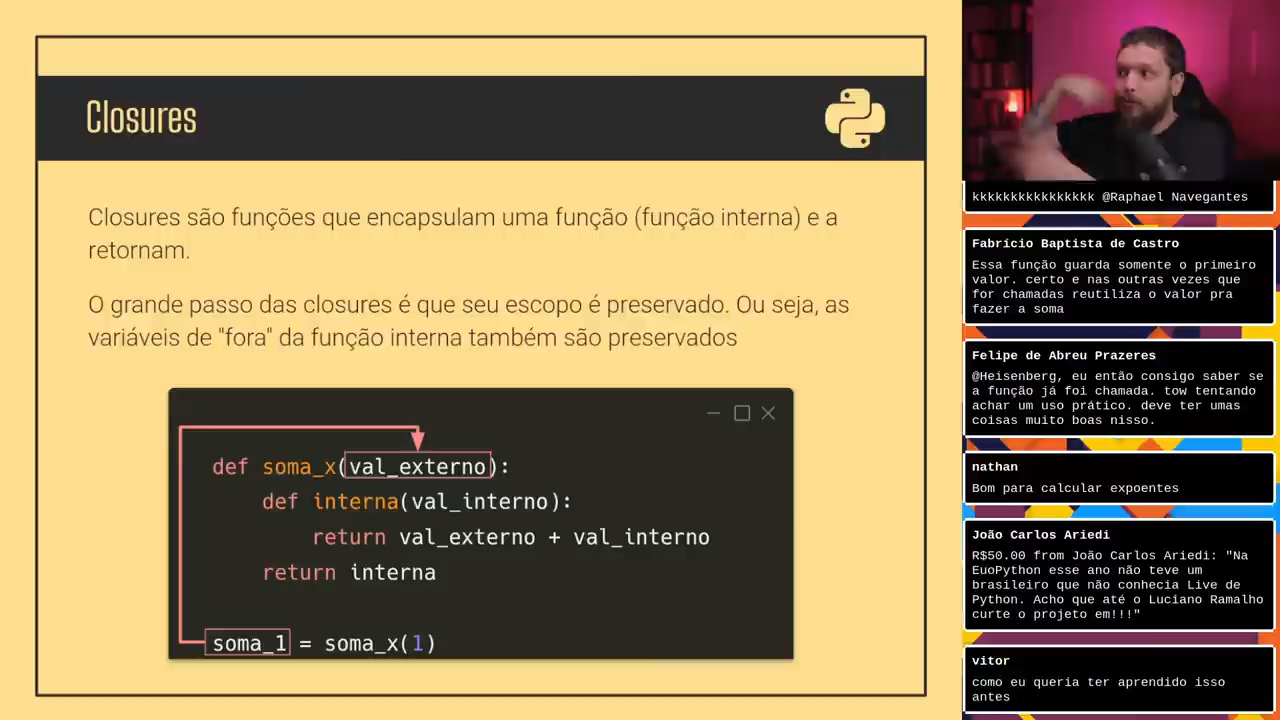 Closures
Closures são funções que encapsulam uma função (função interna) e a
retornam.
O grande passo das closures é que seu escopo é preservado. Ou seja, as
variáveis de "fora" da função interna também são preservados
def soma_x(val_externo):
def interna(val_interno):
return val_externo + val_interno
return interna
soma_1 = soma_x(1)
kkkkkkkkkkkkkkkk @Raphael Navegantes
Fabrício Baptista de Castro
Essa função guarda somente o primeiro
valor. certo e nas outras vezes que
for chamadas reutiliza o valor pra
fazer a soma
Felipe de Abreu Prazeres
@Heisenberg, eu então consigo saber se
a função já foi chamada. tow tentando
achar um uso prático. deve ter umas
coisas muito boas nisso.
nathan
Bom para calcular expoentes
João Carlos Ariedi
R$50.00 from João Carlos Ariedi: "Na
EuoPython esse ano não teve um
brasileiro que não conhecia Live de
Python. Acho que até o Luciano Ramalho
curte o projeto em!!!"
vitor
como eu queria ter aprendido isso
antes